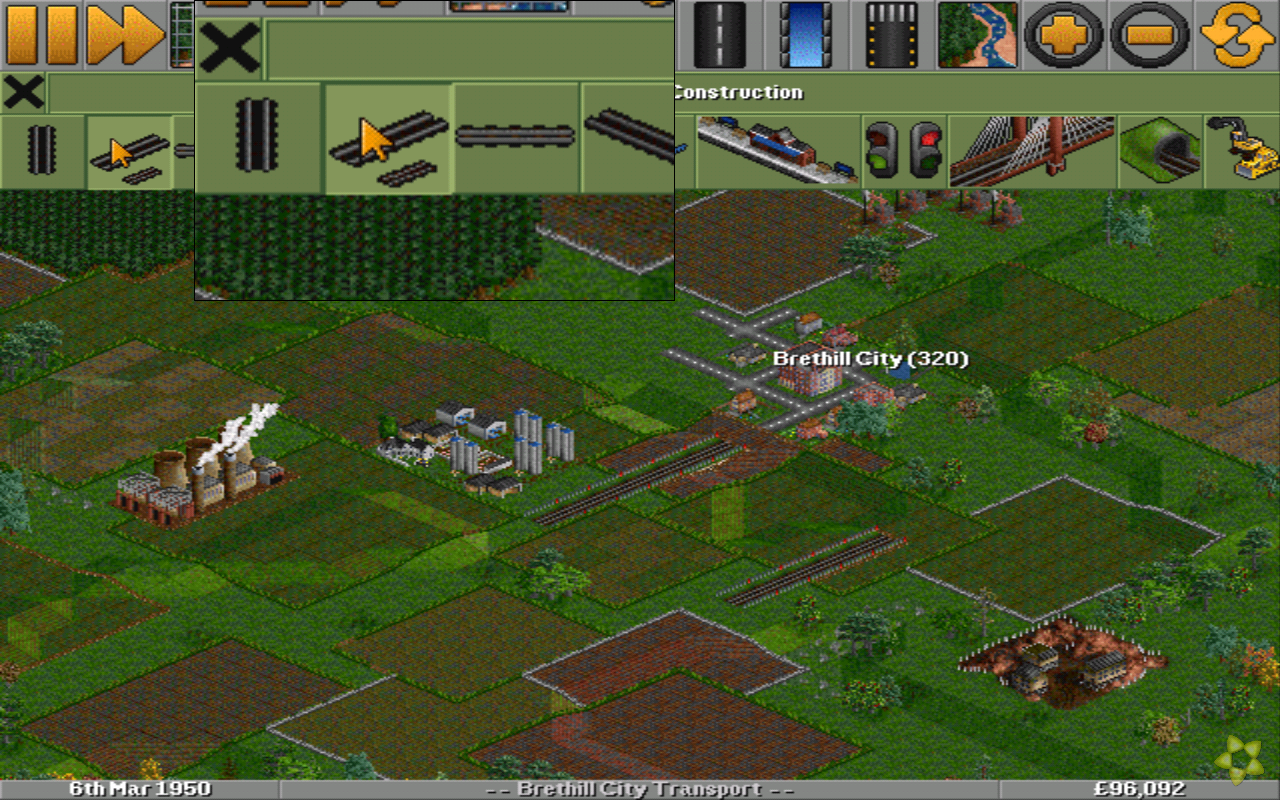 Construction
Brethill City (320)
6th Mar 1950
-- Brethill City Transport --
£96,092